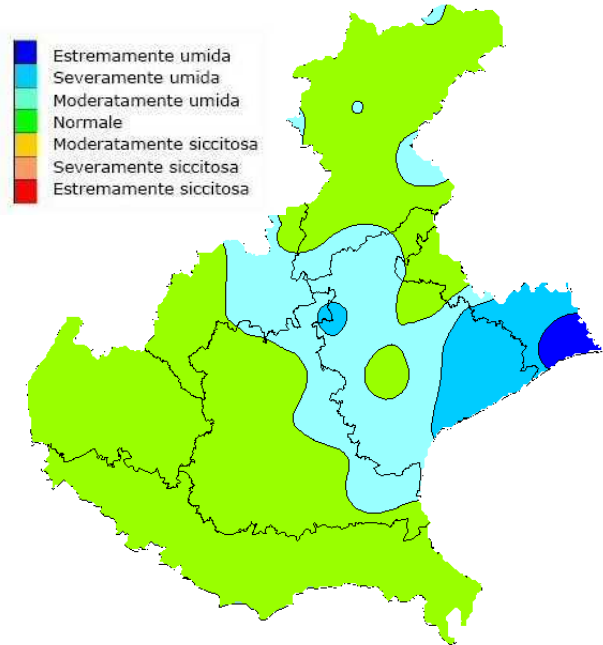 Estremamente umida
Severamente umida
Moderatamente umida
Normale
Moderatamente siccitosa
Severamente siccitosa
Estremamente siccitosa